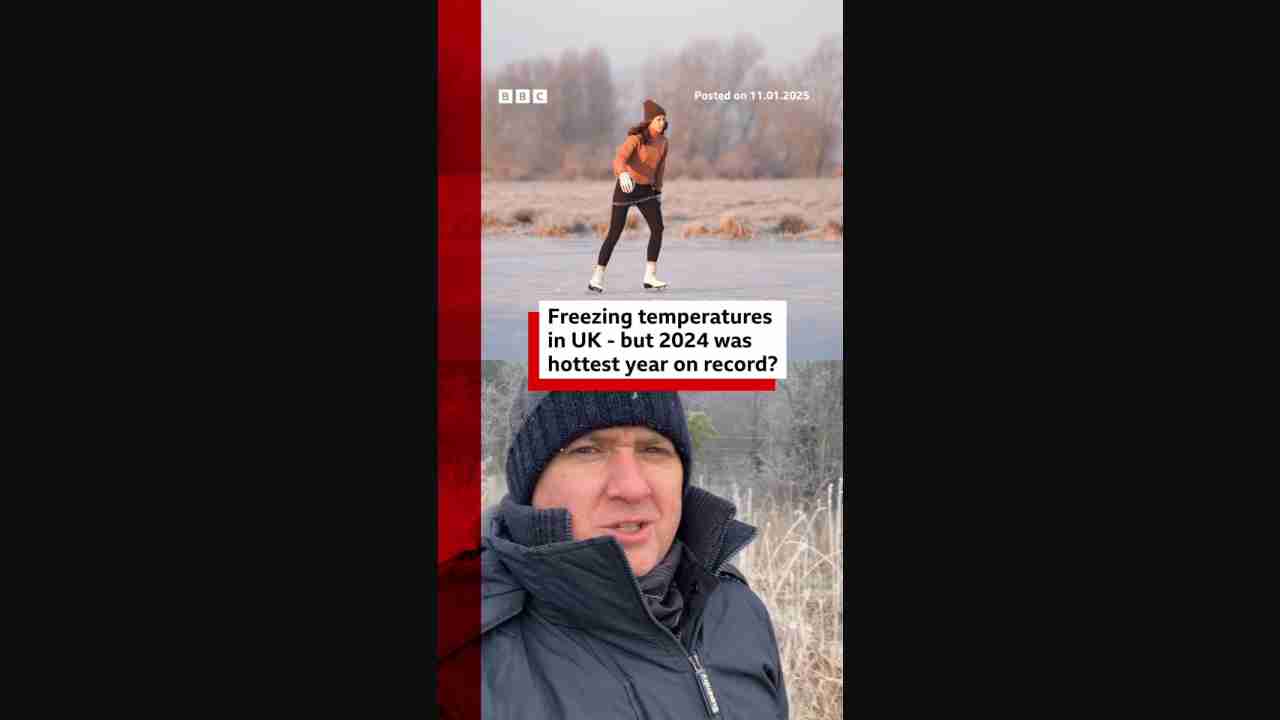 BBC
Posted on 11.01.2025
Freezing temperatures
in UK - but 2024 was
hottest year on record?